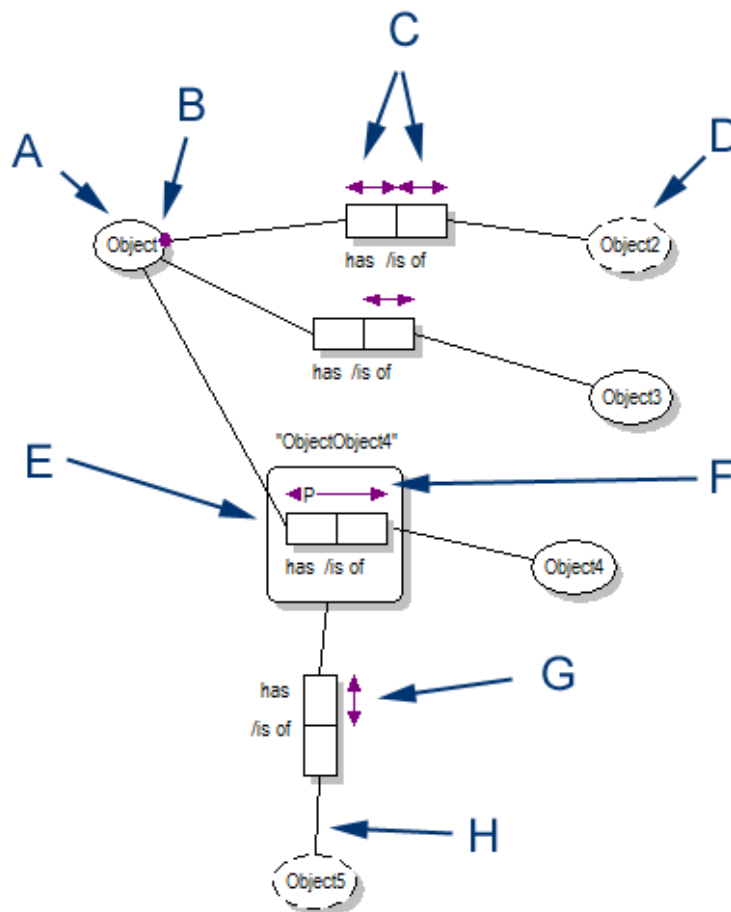 C
B
A
D
Object
Object2
has /is of
has /is of
Object3
"ObjectObject4"
E
F
P
has /is of
Object4
has
/is of
G
H
Object5